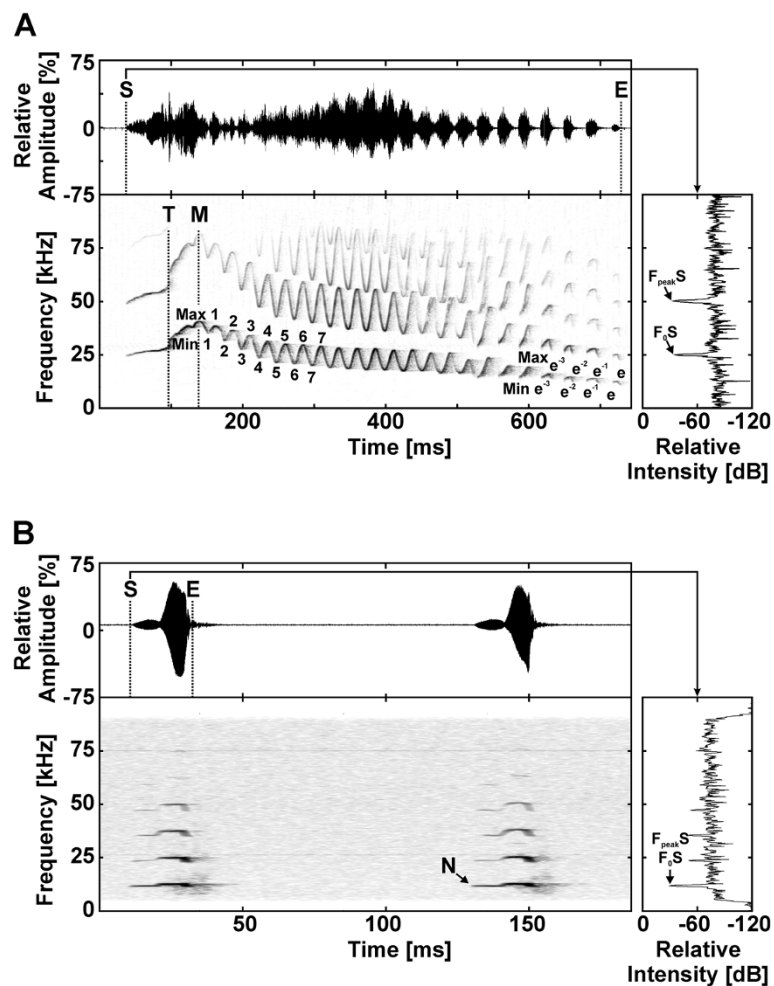 A
Relative Amplitude [%]
75
0
-75
S
E
Frequency [kHz]
75
50
25
0
T
M
Max 1
2
3
4
5
6
7
Min 1
2
3
4
5
6
7
Max e-3 e-2 e-1 e
Min e-3 e-2 e-1 e
200
400
600
Time [ms]
FpeakS
F0S
0
-60
-120
Relative
Intensity [dB]
B
Relative Amplitude [%]
75
0
-75
S
E
Frequency [kHz]
75
50
25
0
N
50
100
150
Time [ms]
FpeakS
F0S
0
-60
-120
Relative
Intensity [dB]